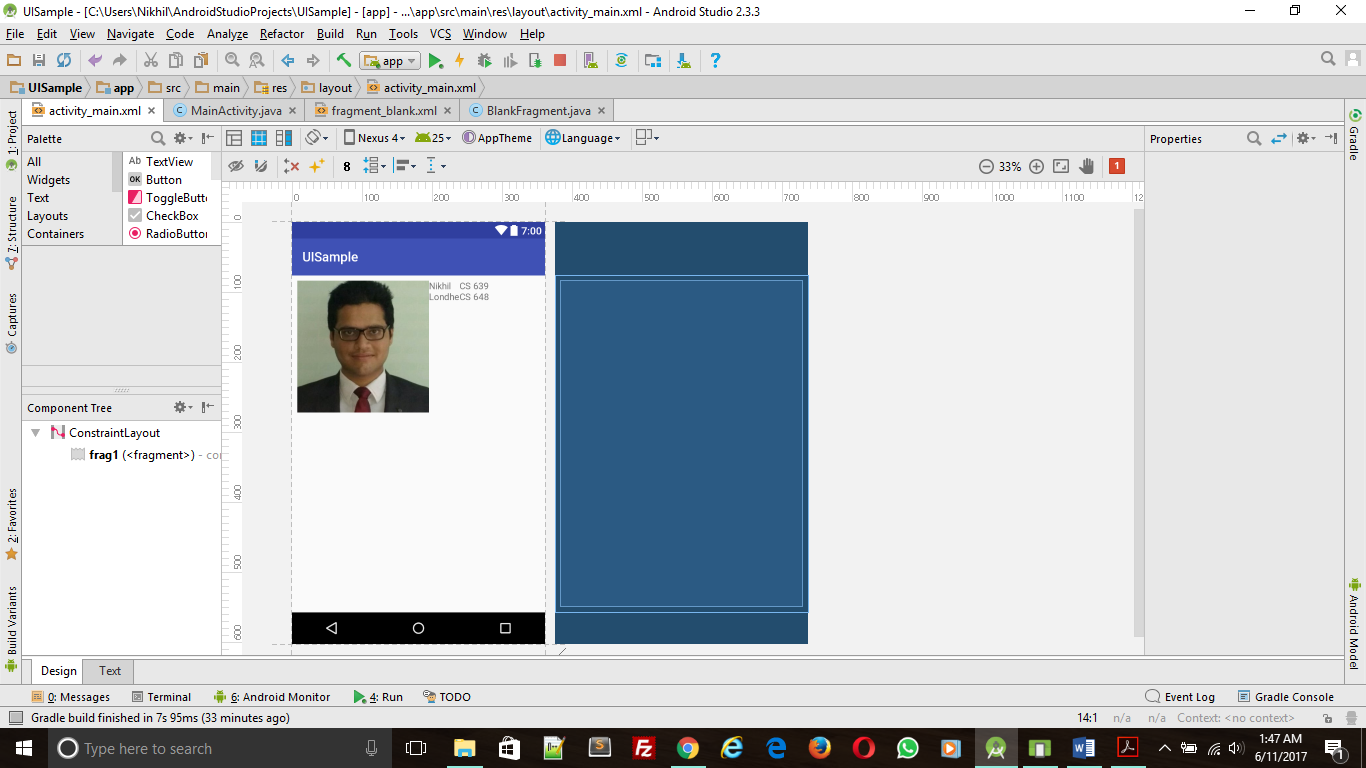 UISample - [C:\Users\Nikhil\AndroidStudioProjects\UISample] - [app] - ...\app\src\main\res\layout\activity_main.xml - Android Studio 2.3.3
File Edit View Navigate Code Analyze Refactor Build Run Tools VCS Window Help
app
UISample app src main res layout activity_main.xml
activity_main.xml MainActivity.java fragment_blank.xml BlankFragment.java
Palette Nexus 4 25 AppTheme Language Properties
All
Widgets
Text
Layouts
Containers
Ab TextView
OK Button
ToggleButt
CheckBox
RadioButton
8 33% 1
0 100 200 300 400 500 600 700 800 900 1000 1100 12
0 100 200 300 400 500 600
7:00
UISample
Nikhil CS 639
Londhe CS 648
Component Tree
ConstraintLayout
frag1 (<fragment>) - co
1: Project
7: Structure
Captures
2: Favorites
Build Variants
Gradle
Android Model
Design Text
0: Messages Terminal 6: Android Monitor 4: Run TODO Event Log Gradle Console
Gradle build finished in 7s 95ms (33 minutes ago) 14:1 n/a n/a Context: <no context>
Type here to search
1:47 AM
6/11/2017
1